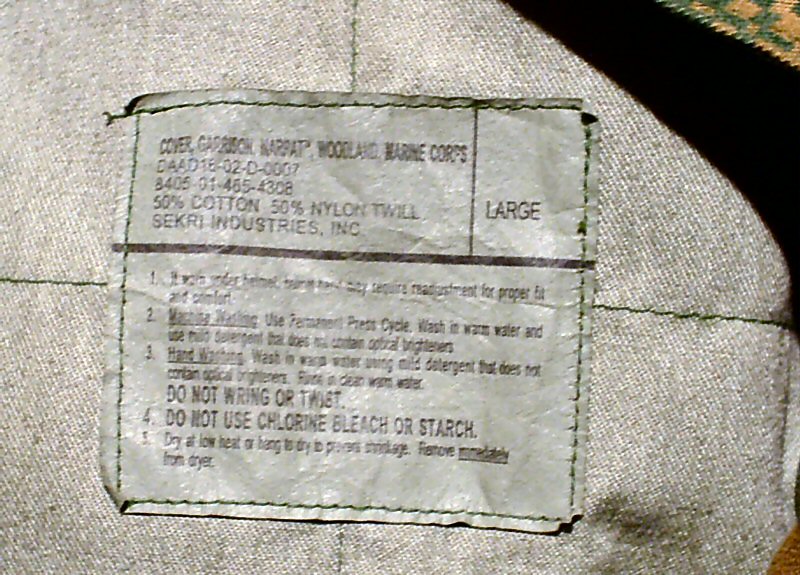 COVER, GARRISON, MARPAT", WOODLAND, MARINE CORPS
DAAD16-02-D-0007
8405-01-465-4308
50% COTTON 50% NYLON TWILL
SEKRI INDUSTRIES, INC.
LARGE
1. If worn under helmet, helmet may require readjustment for proper fit
and comfort.
2. Machine Washing. Use Permanent Press Cycle. Wash in warm water and
use mild detergent that does not contain optical brighteners
3. Hand Washing. Wash in warm water using mild detergent that does not
contain optical brighteners. Rinse in clean warm water.
DO NOT WRING OR TWIST.
4. DO NOT USE CHLORINE BLEACH OR STARCH.
5. Dry at low heat or hang to dry to prevent shrinkage. Remove immediately
from dryer.